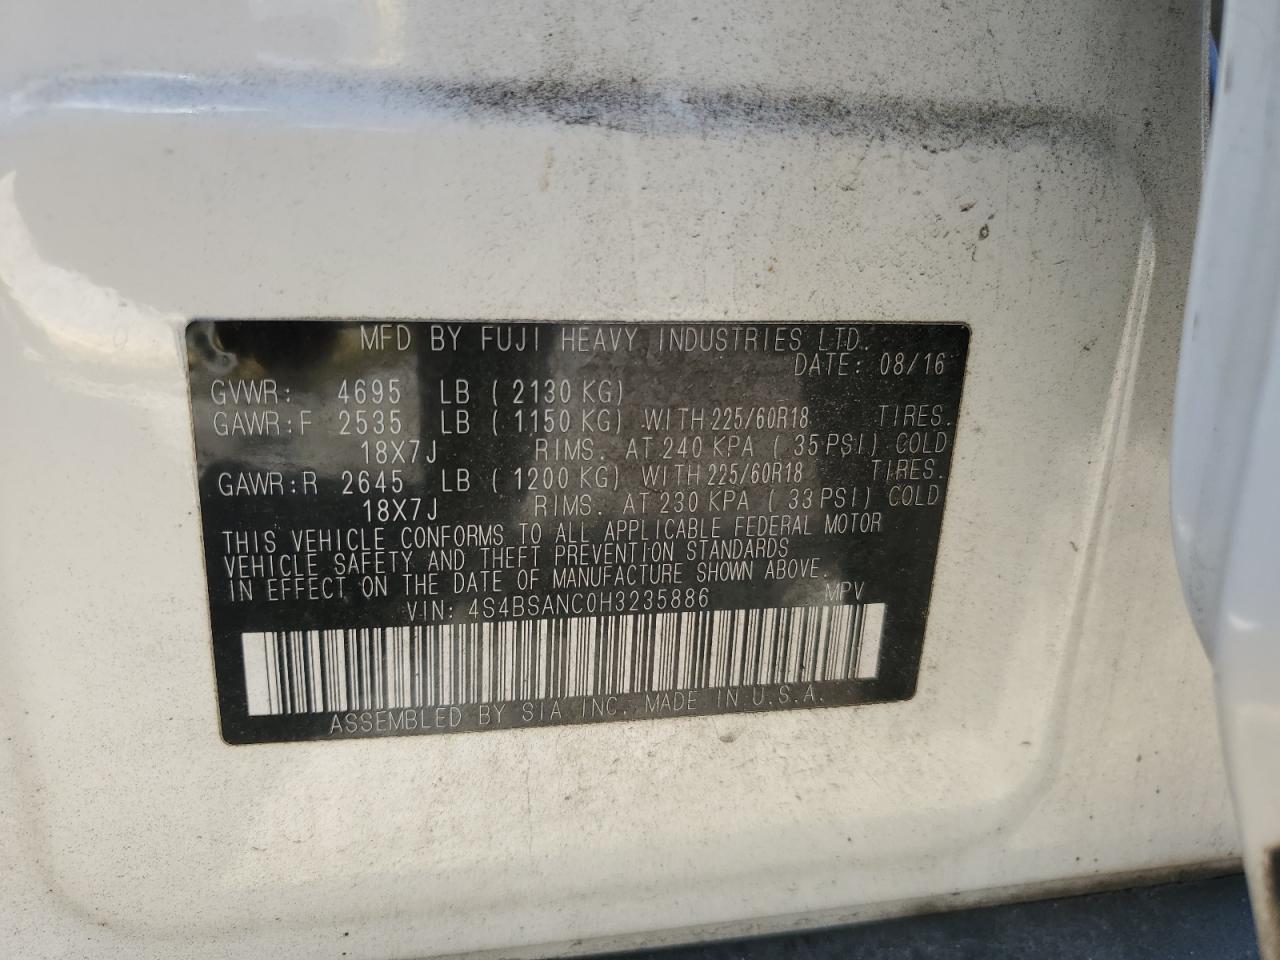 MFD BY FUJI HEAVY INDUSTRIES LTD.
DATE: 08/16
GVWR: 4695 LB ( 2130 KG)
GAWR:F 2535 LB ( 1150 KG) WITH 225/60R18 TIRES.
18X7J RIMS. AT 240 KPA ( 35 PSI) COLD
GAWR:R 2645 LB ( 1200 KG) WITH 225/60R18 TIRES.
18X7J RIMS. AT 230 KPA ( 33 PSI) COLD
THIS VEHICLE CONFORMS TO ALL APPLICABLE FEDERAL MOTOR
VEHICLE SAFETY AND THEFT PREVENTION STANDARDS
IN EFFECT ON THE DATE OF MANUFACTURE SHOWN ABOVE.
VIN: 4S4BSANC0H3235886 MPV
ASSEMBLED BY SIA INC. MADE IN U.S.A.